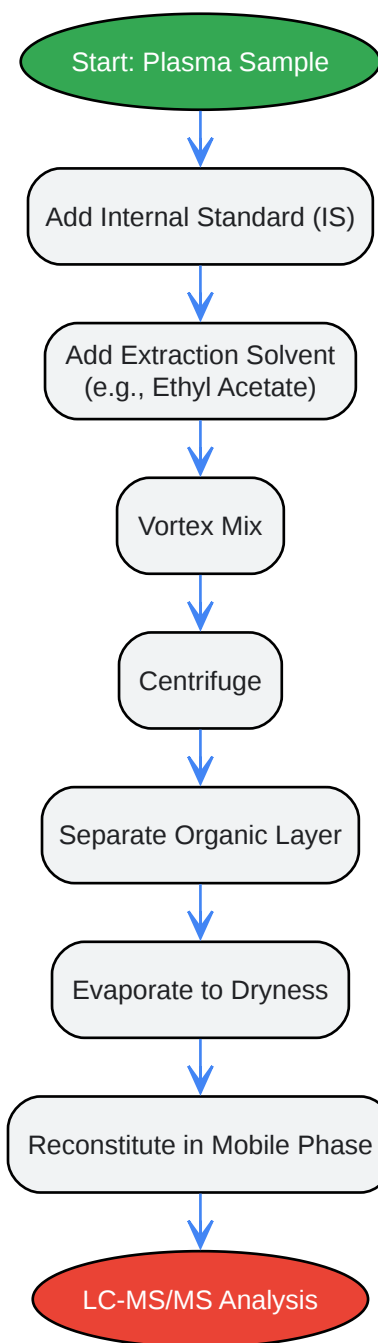 Start: Plasma Sample
Add Internal Standard (IS)
Add Extraction Solvent
(e.g., Ethyl Acetate)
Vortex Mix
Centrifuge
Separate Organic Layer
Evaporate to Dryness
Reconstitute in Mobile Phase
LC-MS/MS Analysis